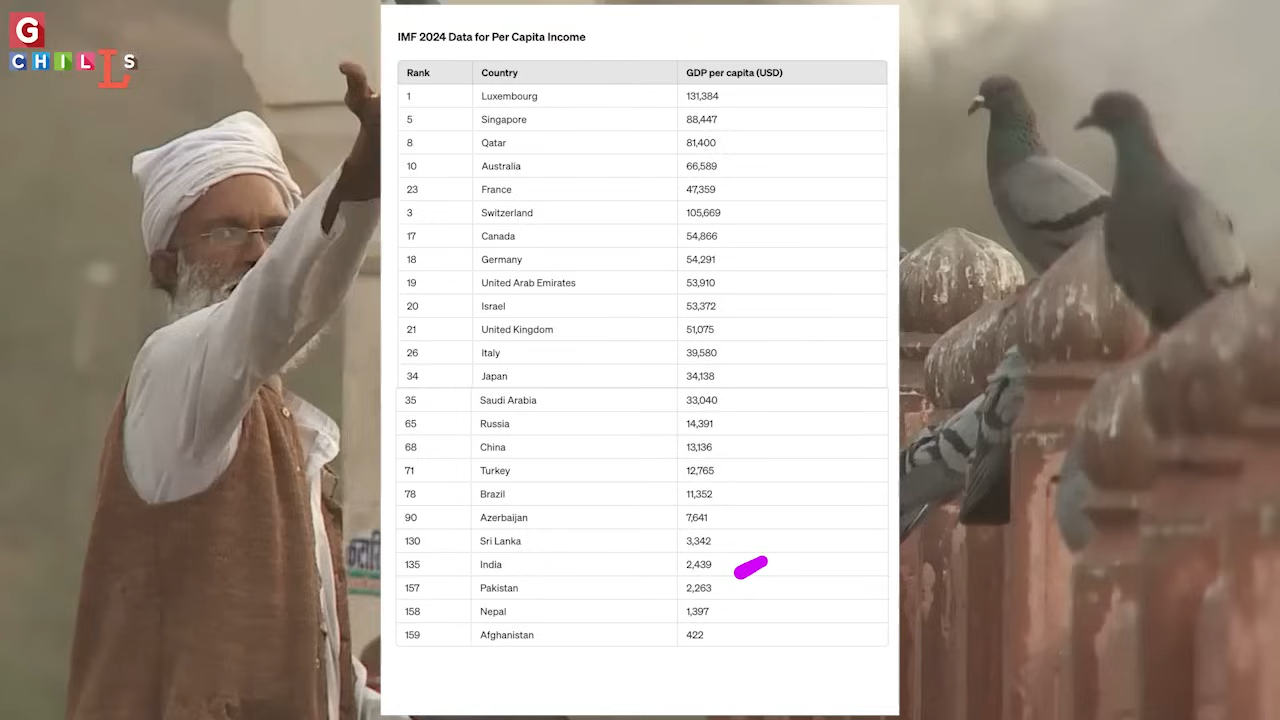 G
CHILLS
IMF 2024 Data for Per Capita Income
Rank Country GDP per capita (USD)
1 Luxembourg 131,384
5 Singapore 88,447
8 Qatar 81,400
10 Australia 66,589
23 France 47,359
3 Switzerland 105,669
17 Canada 54,866
18 Germany 54,291
19 United Arab Emirates 53,910
20 Israel 53,372
21 United Kingdom 51,075
26 Italy 39,580
34 Japan 34,138
35 Saudi Arabia 33,040
65 Russia 14,391
68 China 13,136
71 Turkey 12,765
78 Brazil 11,352
90 Azerbaijan 7,641
130 Sri Lanka 3,342
135 India 2,439
157 Pakistan 2,263
158 Nepal 1,397
159 Afghanistan 422